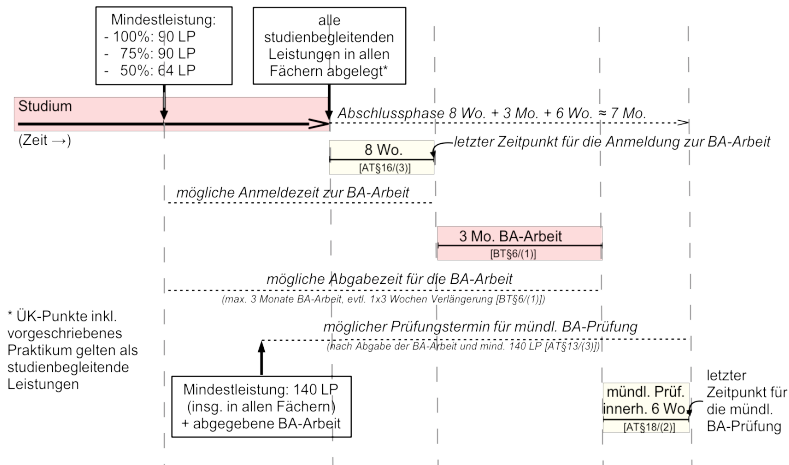 Mindestleistung:
- 100%: 90 LP
- 75%: 90 LP
- 50%: 64 LP
alle
studienbegleitenden
Leistungen in allen
Fächern abgelegt*
Studium
(Zeit →)
Abschlussphase 8 Wo. + 3 Mo. + 6 Wo. ≈ 7 Mo.
8 Wo.
[AT§16/(3)]
letzter Zeitpunkt für die Anmeldung zur BA-Arbeit
mögliche Anmeldezeit zur BA-Arbeit
3 Mo. BA-Arbeit
[BT§6/(1)]
mögliche Abgabezeit für die BA-Arbeit
(max. 3 Monate BA-Arbeit, evtl. 1x3 Wochen Verlängerung [BT§6/(1)])
* ÜK-Punkte inkl.
vorgeschriebenes
Praktikum gelten als
studienbegleitende
Leistungen
möglicher Prüfungstermin für mündl. BA-Prüfung
(nach Abgabe der BA-Arbeit und mind. 140 LP [AT§13/(3)])
Mindestleistung: 140 LP
(insg. in allen Fächern)
+ abgegebene BA-Arbeit
mündl. Prüf.
innerh. 6 Wo.
[AT§18/(2)]
letzter
Zeitpunkt für
die mündl.
BA-Prüfung